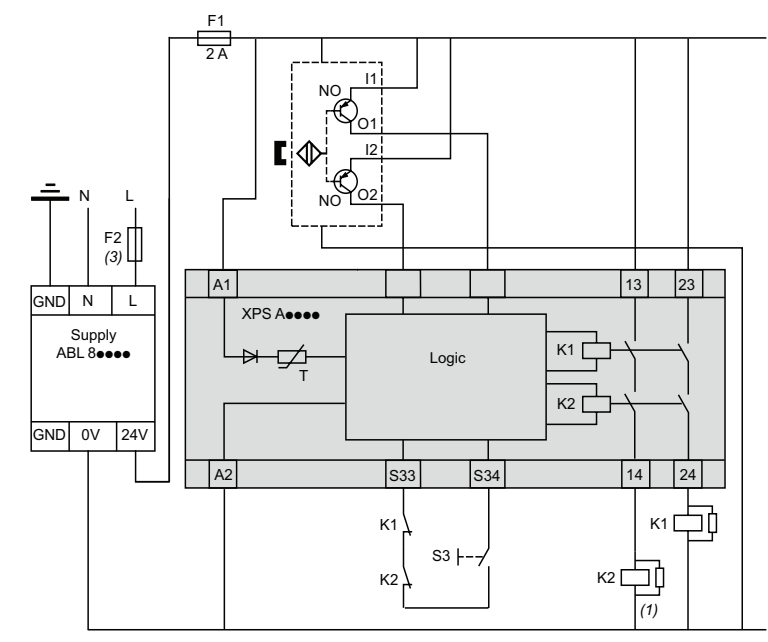 F1
2 A
I1
NO
O1
I2
NO
O2
N
L
F2
(3)
GND
N
L
Supply
ABL 8●●●●
GND
0V
24V
A1
13
23
XPS A●●●●
Logic
T
K1
K2
A2
S33
S34
14
24
K1
K2
S3
K1
K2
(1)